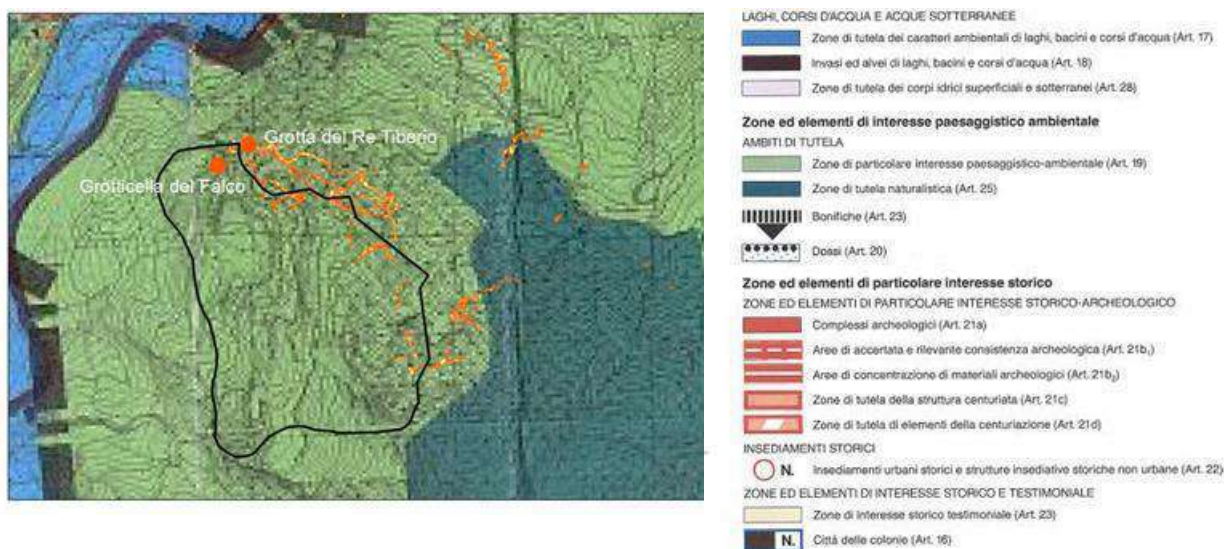 Grotta del Re Tiberio
Grotticella del Falco
LAGHI, CORSI D'ACQUA E ACQUE SOTTERRANEE
Zone di tutela dei caratteri ambientali di laghi, bacini e corsi d'acqua (Art. 17)
Invasi ed alvei di laghi, bacini e corsi d'acqua (Art. 18)
Zone di tutela dei corpi idrici superficiali e sotterranei (Art. 28)
Zone ed elementi di interesse paesaggistico ambientale
AMBITI DI TUTELA
Zone di particolare interesse paesaggistico-ambientale (Art. 19)
Zone di tutela naturalistica (Art. 25)
Bonifiche (Art. 23)
Dossi (Art. 20)
Zone ed elementi di particolare interesse storico
ZONE ED ELEMENTI DI PARTICOLARE INTERESSE STORICO-ARCHEOLOGICO
Complessi archeologici (Art. 21a)
Aree di accertata e rilevante consistenza archeologica (Art. 21b₁)
Aree di concentrazione di materiali archeologici (Art. 21b₂)
Zone di tutela della struttura centuriata (Art. 21c)
Zone di tutela di elementi della centuriazione (Art. 21d)
INSEDIAMENTI STORICI
N. Insediamenti urbani storici e strutture insediative storiche non urbane (Art. 22)
ZONE ED ELEMENTI DI INTERESSE STORICO E TESTIMONIALE
Zone di interesse storico testimoniale (Art. 23)
N. Città delle colonie (Art. 16)